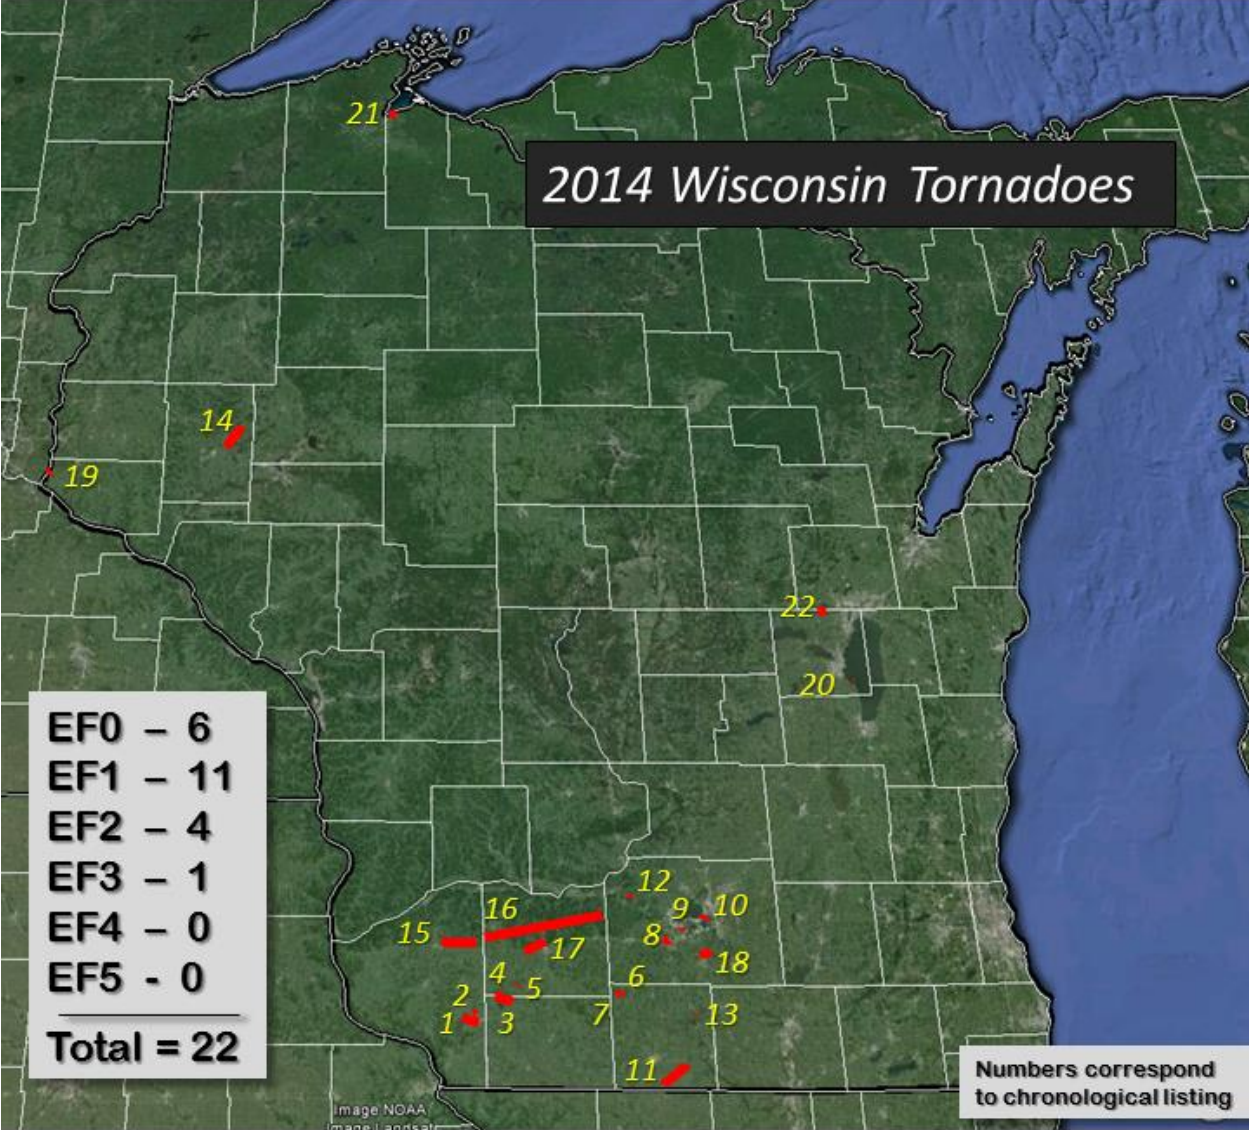 21
2014 Wisconsin Tornadoes
14
19
22
20
EF0 – 6
EF1 – 11
EF2 – 4
EF3 – 1
EF4 – 0
EF5 - 0
Total = 22
12
16
9
10
15
8
17
18
4
5
6
2
1
3
7
13
11
Numbers correspond
to chronological listing
Image NOAA
Image Landsat